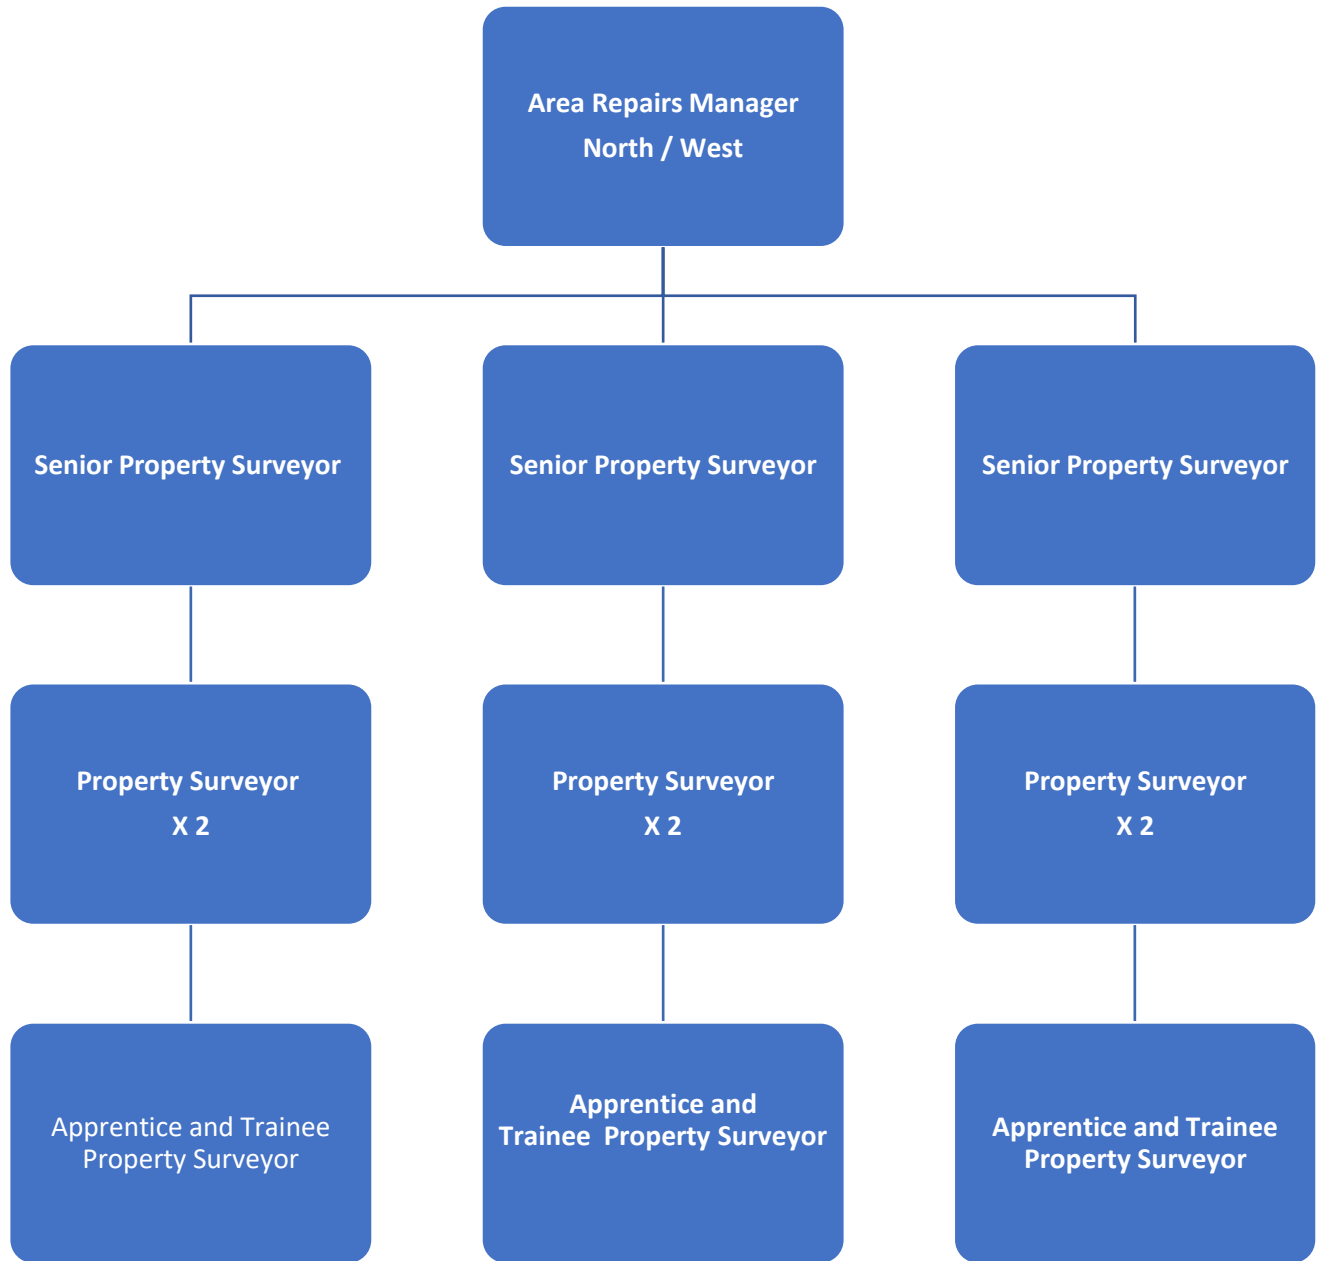 Area Repairs Manager
North / West
Senior Property Surveyor
Senior Property Surveyor
Senior Property Surveyor
Property Surveyor
X 2
Property Surveyor
X 2
Property Surveyor
X 2
Apprentice and Trainee
Property Surveyor
Apprentice and
Trainee  Property Surveyor
Apprentice and Trainee
Property Surveyor